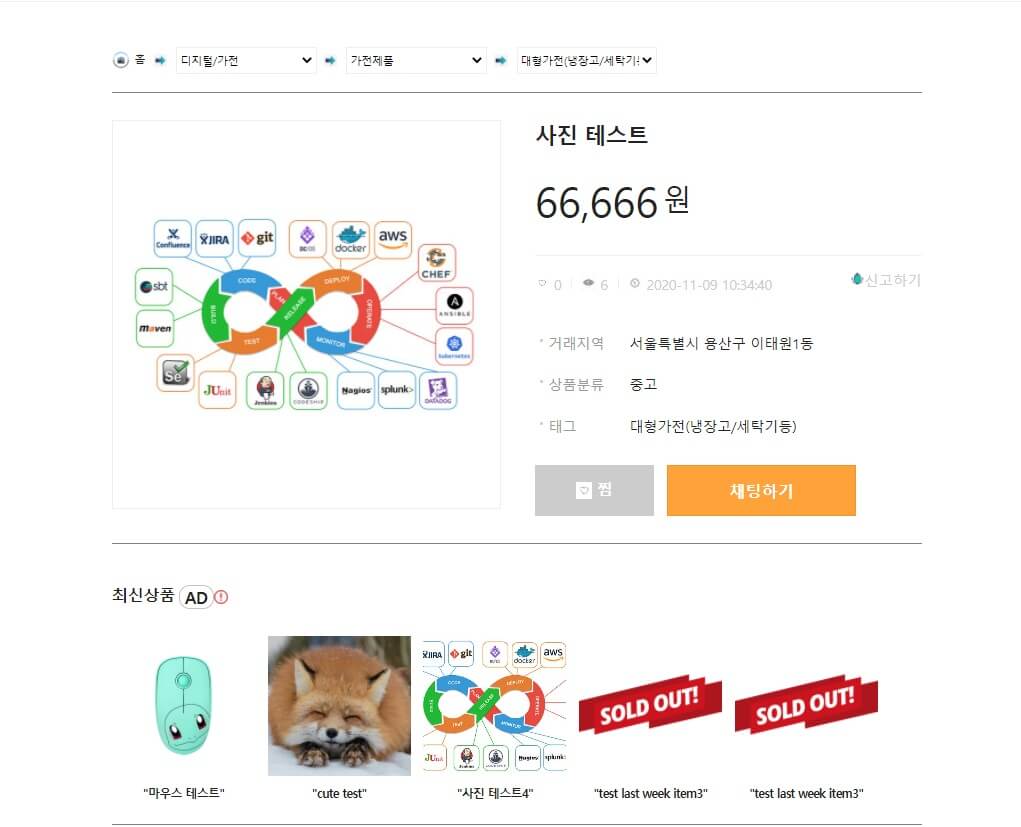 홈 디지털/가전 가전제품 대형가전(냉장고/세탁기등
사진 테스트
66,666 원
0 6 2020-11-09 10:34:40 신고하기
거래지역 서울특별시 용산구 이태원1동
상품분류 중고
태그 대형가전(냉장고/세탁기등)
찜 채팅하기
Confluence JIRA git DC/OS docker aws
CHEF
sbt
CODE DEPLOY
PLAN
BUILD RELEASE OPERATE
ANSIBLE
maven
TEST MONITOR
kubernetes
Se
JUnit Jenkins CODESHIP Nagios splunk> DATADOG
최신상품 AD
JIRA git DC/OS docker aws
CODE DEPLOY
RELEASE OPERATE
TEST MONITOR
JUnit Jenkins CODESHIP Nagios splunk
SOLD OUT! SOLD OUT!
"마우스 테스트" "cute test" "사진 테스트4" "test last week item3" "test last week item3"